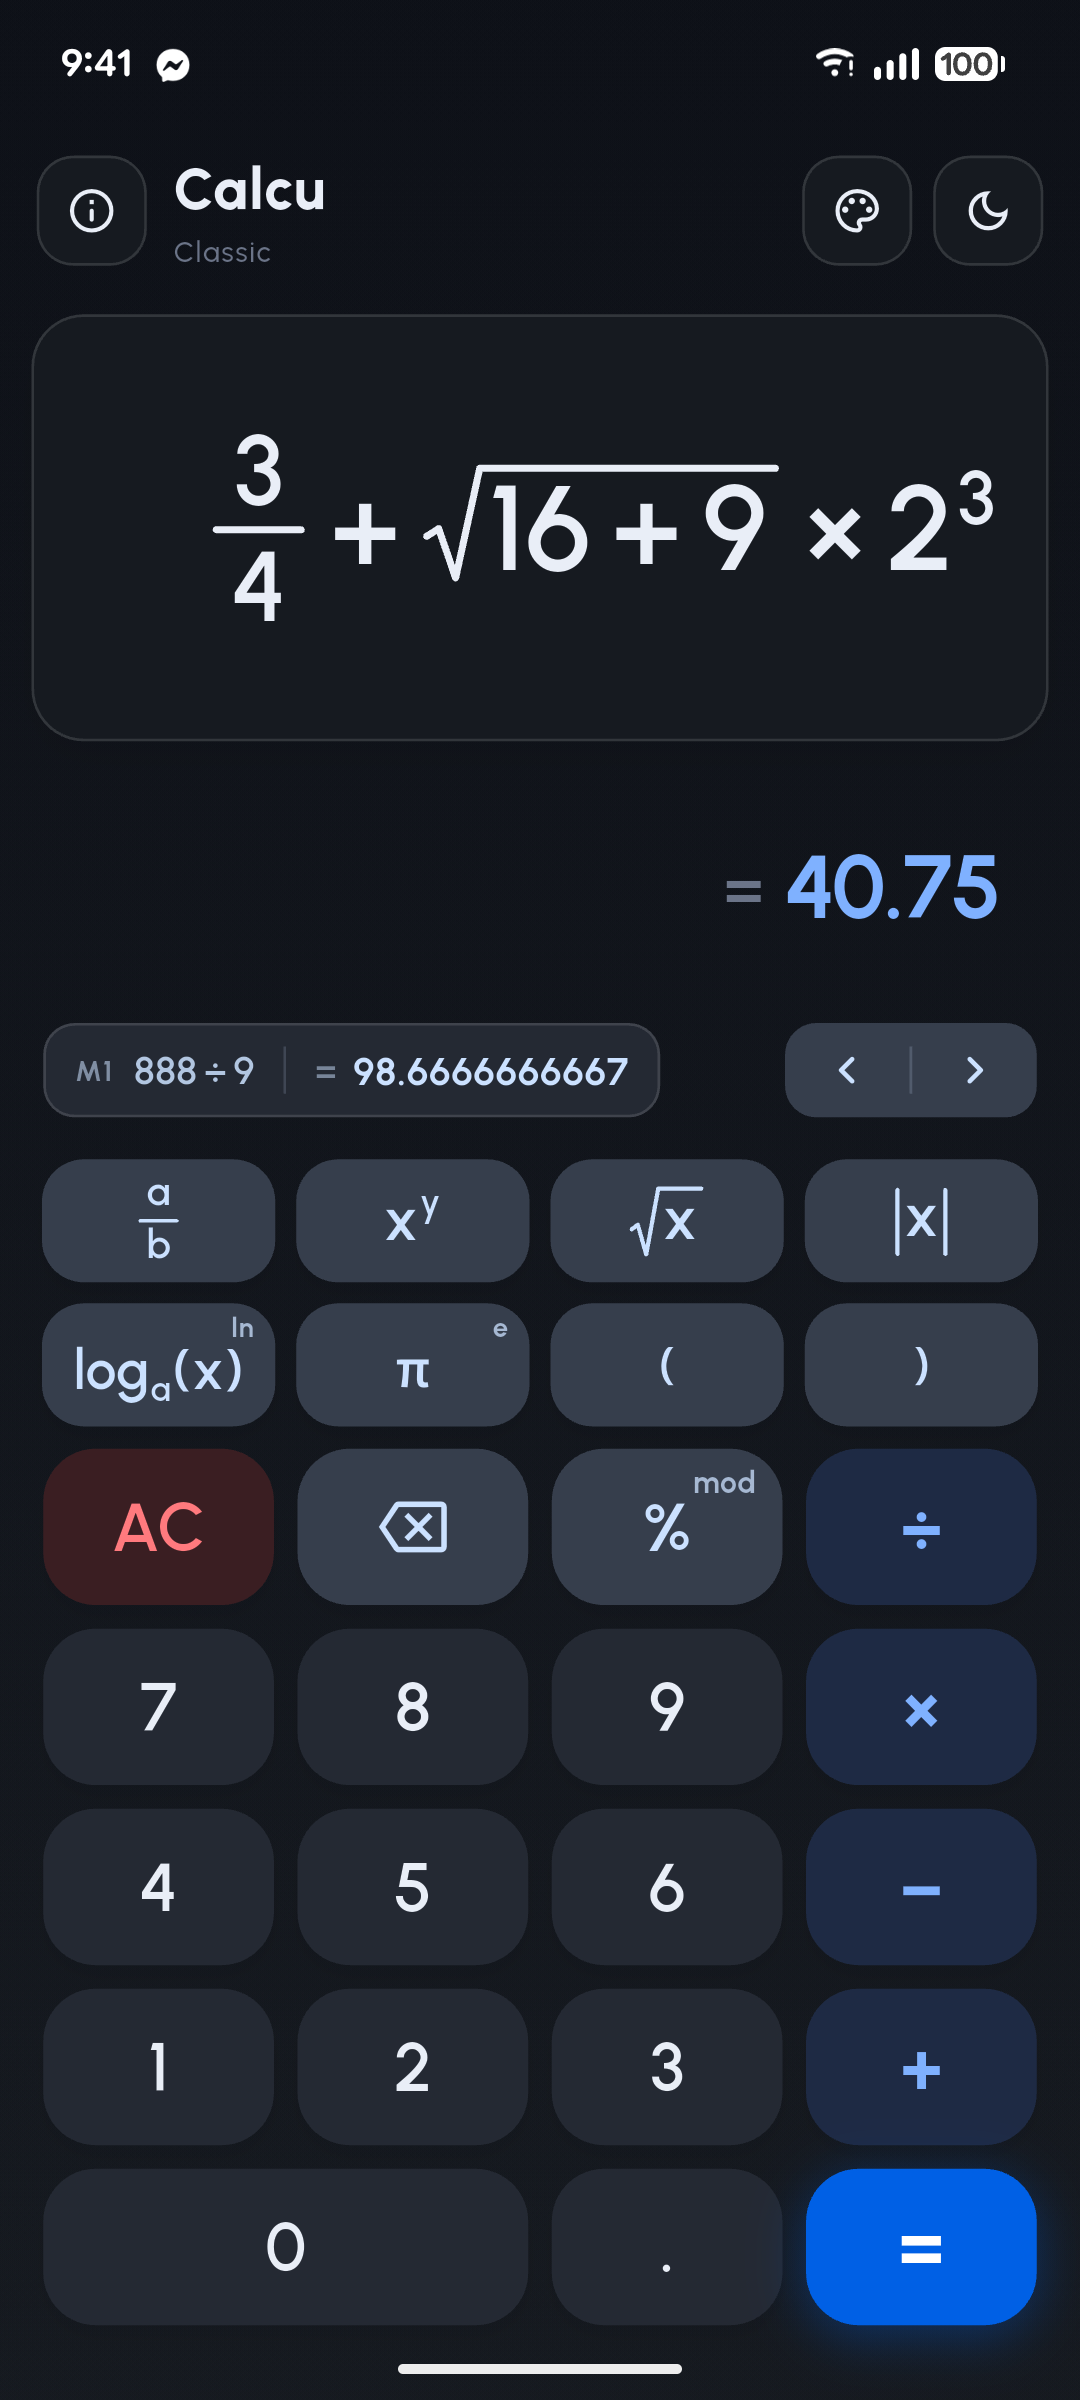 9:41 100
Calcu
Classic
3/4 + √(16 + 9) × 2³
= 40.75
M1 888÷9 = 98.6666666667
a/b xʸ √x |x|
ln e
logₐ(x) π ( )
mod
AC % ÷
7 8 9 ×
4 5 6 −
1 2 3 +
0 . =